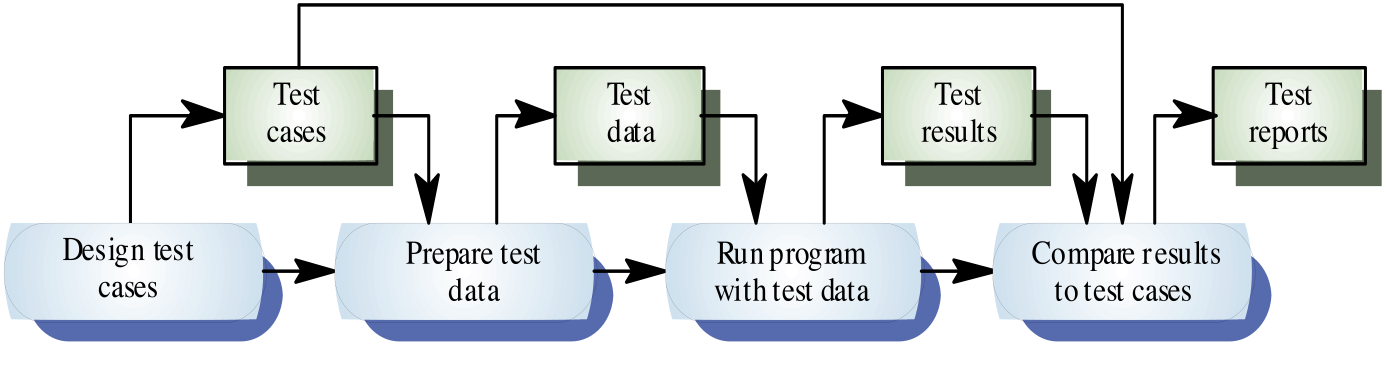 Test
cases
Test
data
Test
results
Test
reports
Design test
cases
Prepare test
data
Run program
with test data
Compare results
to test cases